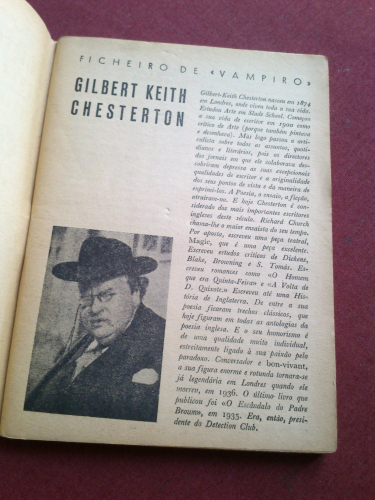 FICHEIRO DE «VAMPIRO»
GILBERT KEITH
CHESTERTON
Gilbert-Keith Chesterton nasceu em 1874
em Londres, onde viveu toda a sua vida.
Estudou Arte em Slade School. Começou
a sua vida de escritor em 1900 como
crítico de Arte (porque também pintava
e desenhava). Mas logo passou a arti-
culista sobre todos os assuntos, quoti-
dianos e literários, pois os directores
dos jornais em que ele colaborava des-
cobriram depressa as suas excepcionais
qualidades de escritor e a originalidade
dos seus pontos de vista e da maneira de
exprimi-los. A Poesia, o ensaio, a ficção,
atraíram-no. E hoje Chesterton é con-
siderado dos mais importantes escritores
ingleses deste século. Richard Church
chama-lhe o maior ensaísta do seu tempo.
Por aposta, escreveu uma peça teatral,
Magic, que é uma peça excelente.
Escreveu estudos críticos de Dickens,
Blake, Browning e S. Tomás. Es-
creveu romances como «O Homem
que era Quinta-Feira» e «A Volta de
D. Quixote.» Escreveu até uma His-
tória de Inglaterra. De entre a sua
poesia ficaram trechos clássicos, que
hoje figuram em todas as antologias da
poesia inglesa. E o seu humorismo é
de uma qualidade muito individual,
estreitamente ligado à sua paixão pelo
paradoxo. Conversador e bon-vivant,
a sua figura enorme e rotunda tornara-se
já legendária em Londres quando ele
morreu, em 1936. O último livro que
publicou foi «O Escândalo do Padre
Brown», em 1935. Era, então, presi-
dente do Detection Club.